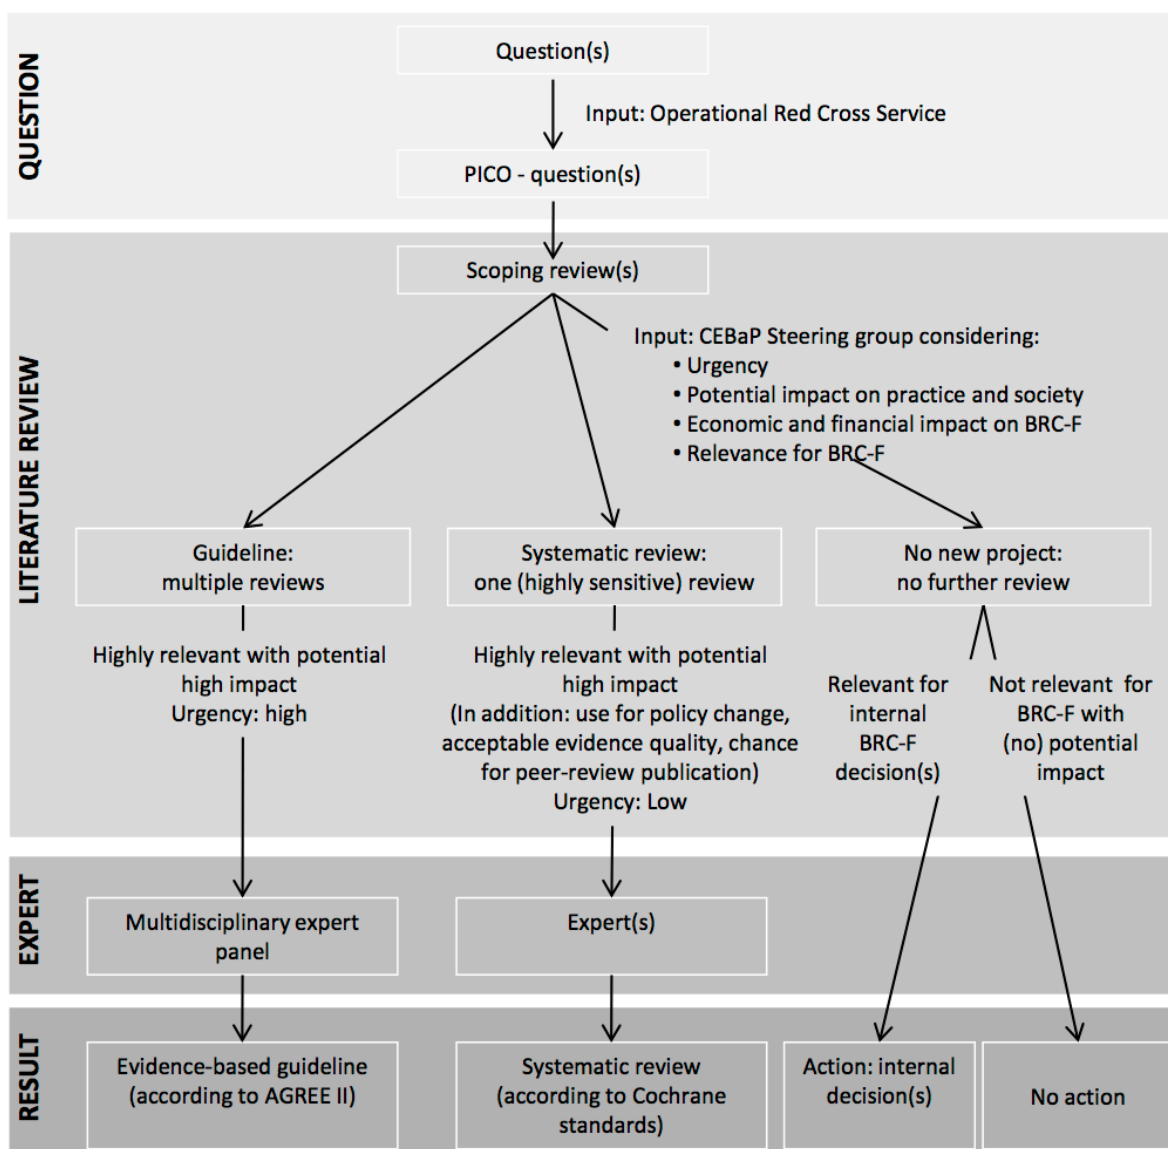 QUESTION
Question(s)
Input: Operational Red Cross Service
PICO - question(s)
LITERATURE REVIEW
Scoping review(s)
Input: CEBaP Steering group considering:
• Urgency
• Potential impact on practice and society
• Economic and financial impact on BRC-F
• Relevance for BRC-F
Guideline:
multiple reviews
Systematic review:
one (highly sensitive) review
No new project:
no further review
Highly relevant with potential
high impact
Urgency: high
Highly relevant with potential
high impact
(In addition: use for policy change,
acceptable evidence quality, chance
for peer-review publication)
Urgency: Low
Relevant for
internal
BRC-F
decision(s)
Not relevant for
BRC-F with
(no) potential
impact
EXPERT
Multidisciplinary expert
panel
Expert(s)
RESULT
Evidence-based guideline
(according to AGREE II)
Systematic review
(according to Cochrane
standards)
Action: internal
decision(s)
No action